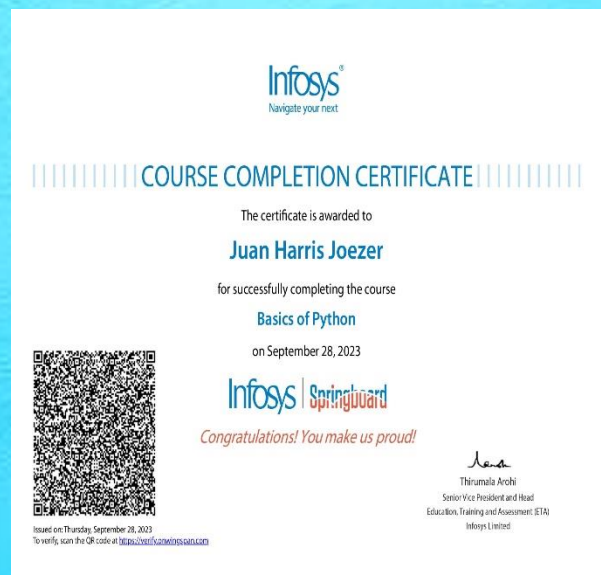 Infosys®
Navigate your next
COURSE COMPLETION CERTIFICATE
The certificate is awarded to
Juan Harris Joezer
for successfully completing the course
Basics of Python
on September 28, 2023
Infosys | Springboard
Congratulations! You make us proud!
Thirumala Arohi
Senior Vice President and Head
Education, Training and Assessment (ETA)
Infosys Limited
Issued on: Thursday, September 28, 2023
To verify, scan the QR code at https://verify.onwingspan.com